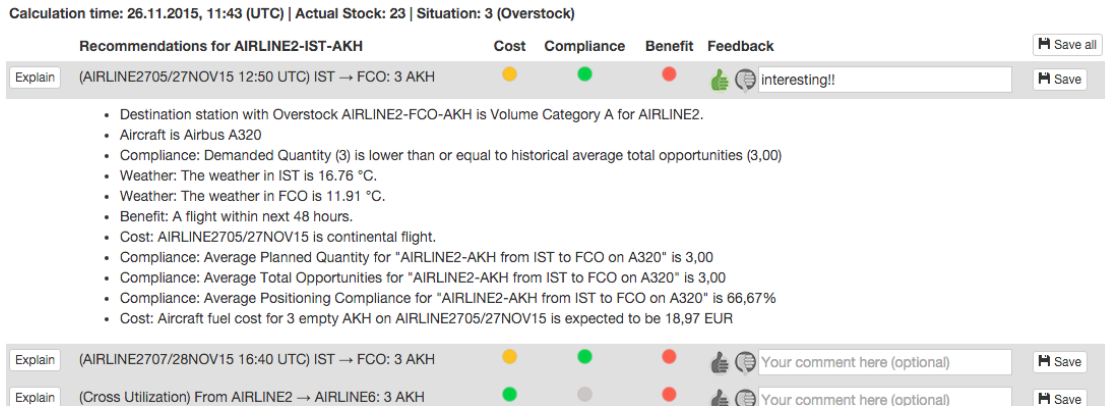 Calculation time: 26.11.2015, 11:43 (UTC) | Actual Stock: 23 | Situation: 3 (Overstock)
Recommendations for AIRLINE2-IST-AKH Cost Compliance Benefit Feedback Save all
Explain (AIRLINE2705/27NOV15 12:50 UTC) IST → FCO: 3 AKH interesting!! Save
• Destination station with Overstock AIRLINE2-FCO-AKH is Volume Category A for AIRLINE2.
• Aircraft is Airbus A320
• Compliance: Demanded Quantity (3) is lower than or equal to historical average total opportunities (3,00)
• Weather: The weather in IST is 16.76 °C.
• Weather: The weather in FCO is 11.91 °C.
• Benefit: A flight within next 48 hours.
• Cost: AIRLINE2705/27NOV15 is continental flight.
• Compliance: Average Planned Quantity for "AIRLINE2-AKH from IST to FCO on A320" is 3,00
• Compliance: Average Total Opportunities for "AIRLINE2-AKH from IST to FCO on A320" is 3,00
• Compliance: Average Positioning Compliance for "AIRLINE2-AKH from IST to FCO on A320" is 66,67%
• Cost: Aircraft fuel cost for 3 empty AKH on AIRLINE2705/27NOV15 is expected to be 18,97 EUR
Explain (AIRLINE2707/28NOV15 16:40 UTC) IST → FCO: 3 AKH Your comment here (optional) Save
Explain (Cross Utilization) From AIRLINE2 → AIRLINE6: 3 AKH Your comment here (optional) Save